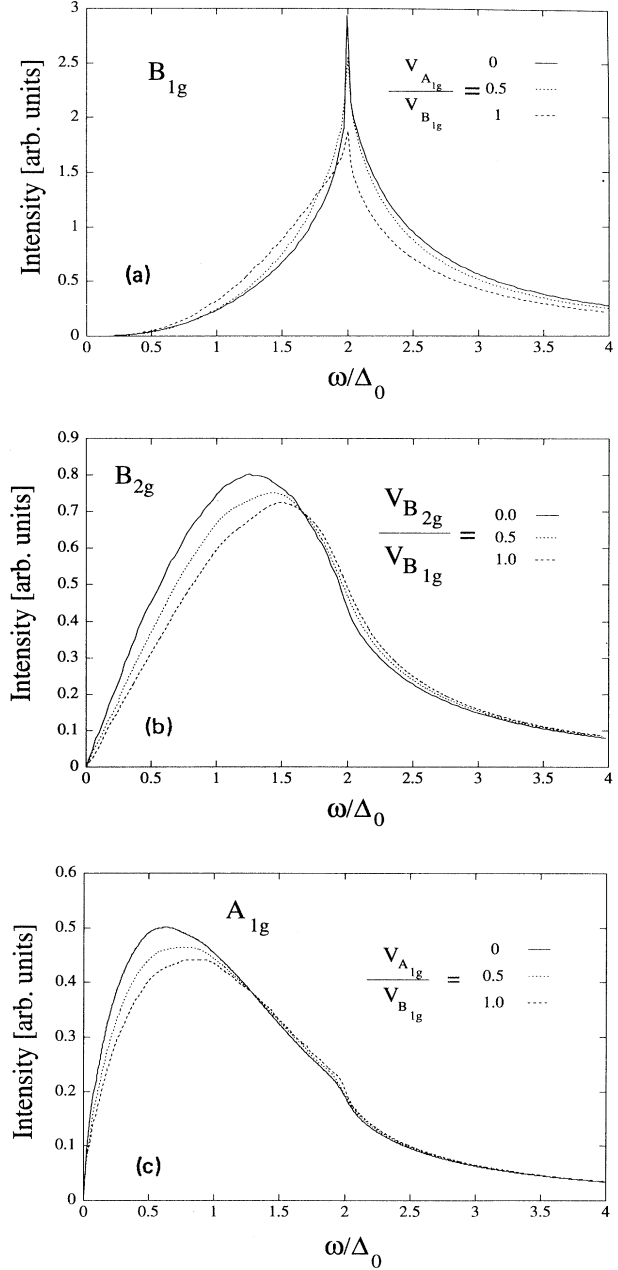 3
2.5
2
1.5
1
0.5
0
Intensity [arb. units]
B1g
VA1g / VB1g = 0
0.5
1
(a)
0 0.5 1 1.5 2 2.5 3 3.5 4
ω/Δ0
0.9
0.8
0.7
0.6
0.5
0.4
0.3
0.2
0.1
0
Intensity [arb. units]
B2g
VB2g / VB1g = 0.0
0.5
1.0
(b)
0 0.5 1 1.5 2 2.5 3 3.5 4
ω/Δ0
0.6
0.5
0.4
0.3
0.2
0.1
0
Intensity [arb. units]
A1g
VA1g / VB1g = 0
0.5
1.0
(c)
0 0.5 1 1.5 2 2.5 3 3.5 4
ω/Δ0